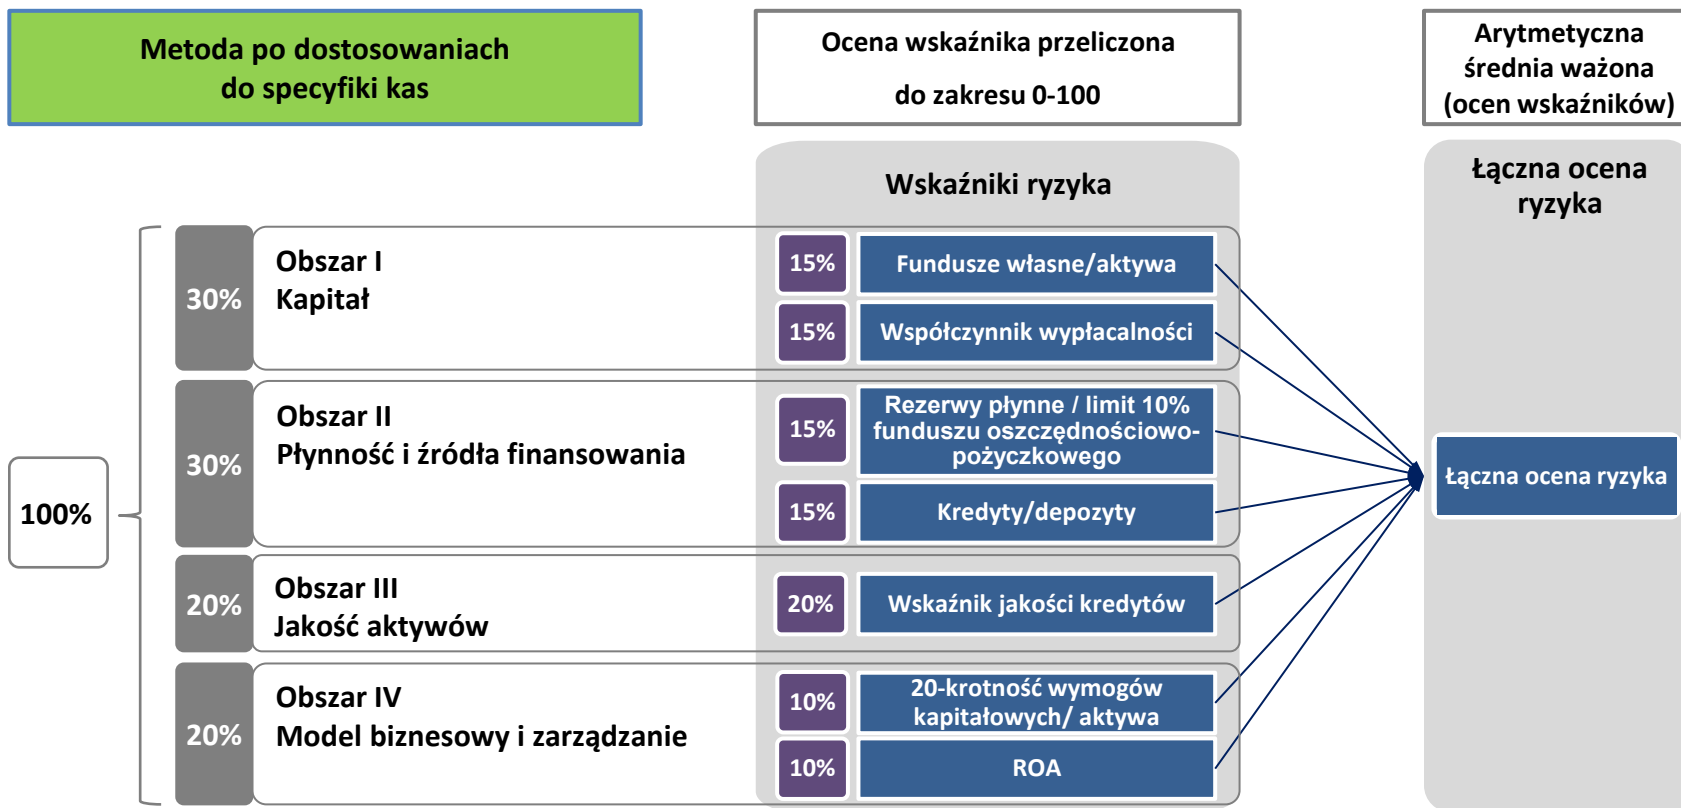 Metoda po dostosowaniach
do specyfiki kas
Ocena wskaźnika przeliczona
do zakresu 0-100
Arytmetyczna
średnia ważona
(ocen wskaźników)
Wskaźniki ryzyka
Łączna ocena
ryzyka
100%
30%
Obszar I
Kapitał
15%
Fundusze własne/aktywa
15%
Współczynnik wypłacalności
30%
Obszar II
Płynność i źródła finansowania
15%
Rezerwy płynne / limit 10%
funduszu oszczędnościowo-
pożyczkowego
15%
Kredyty/depozyty
20%
Obszar III
Jakość aktywów
20%
Wskaźnik jakości kredytów
20%
Obszar IV
Model biznesowy i zarządzanie
10%
20-krotność wymogów
kapitałowych/ aktywa
10%
ROA
Łączna ocena ryzyka